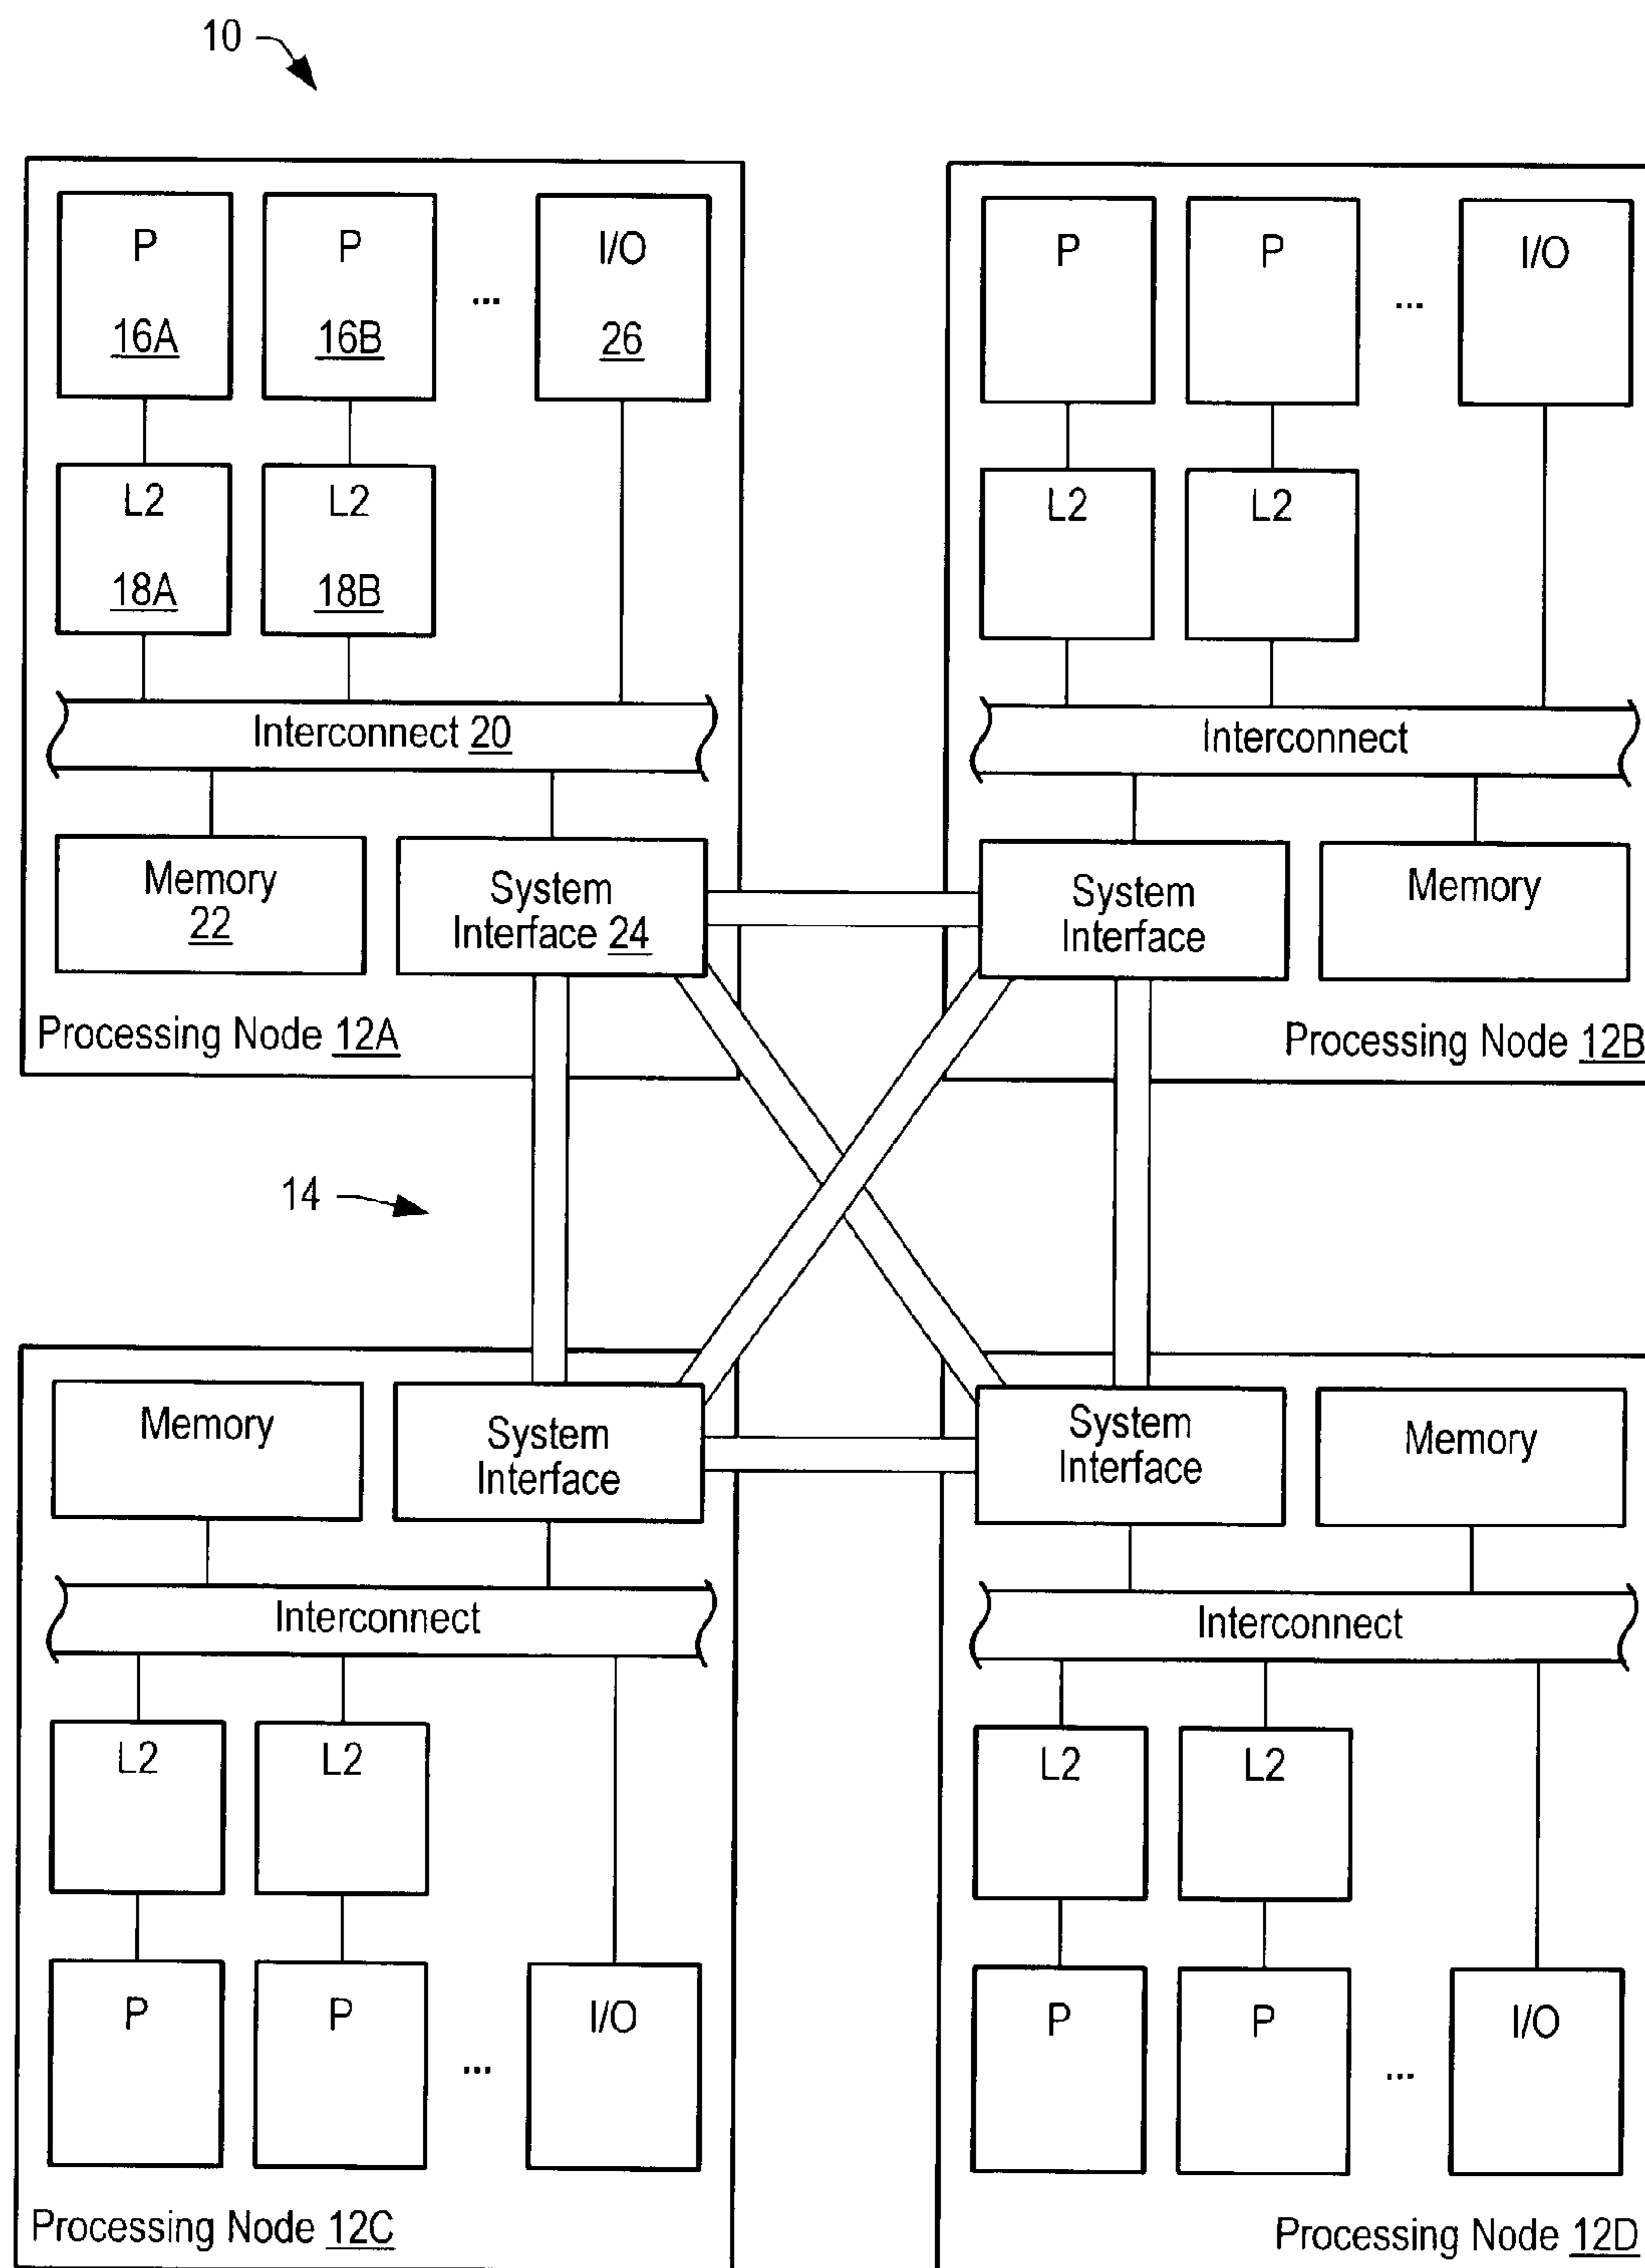 10
P
16A
P
16B
...
I/O
26
L2
18A
L2
18B
Interconnect 20
Memory
22
System
Interface 24
Processing Node 12A
P
P
...
I/O
L2
L2
Interconnect
System
Interface
Memory
Processing Node 12B
14
Memory
System
Interface
Interconnect
L2
L2
P
P
...
I/O
Processing Node 12C
System
Interface
Memory
Interconnect
L2
L2
P
P
...
I/O
Processing Node 12D